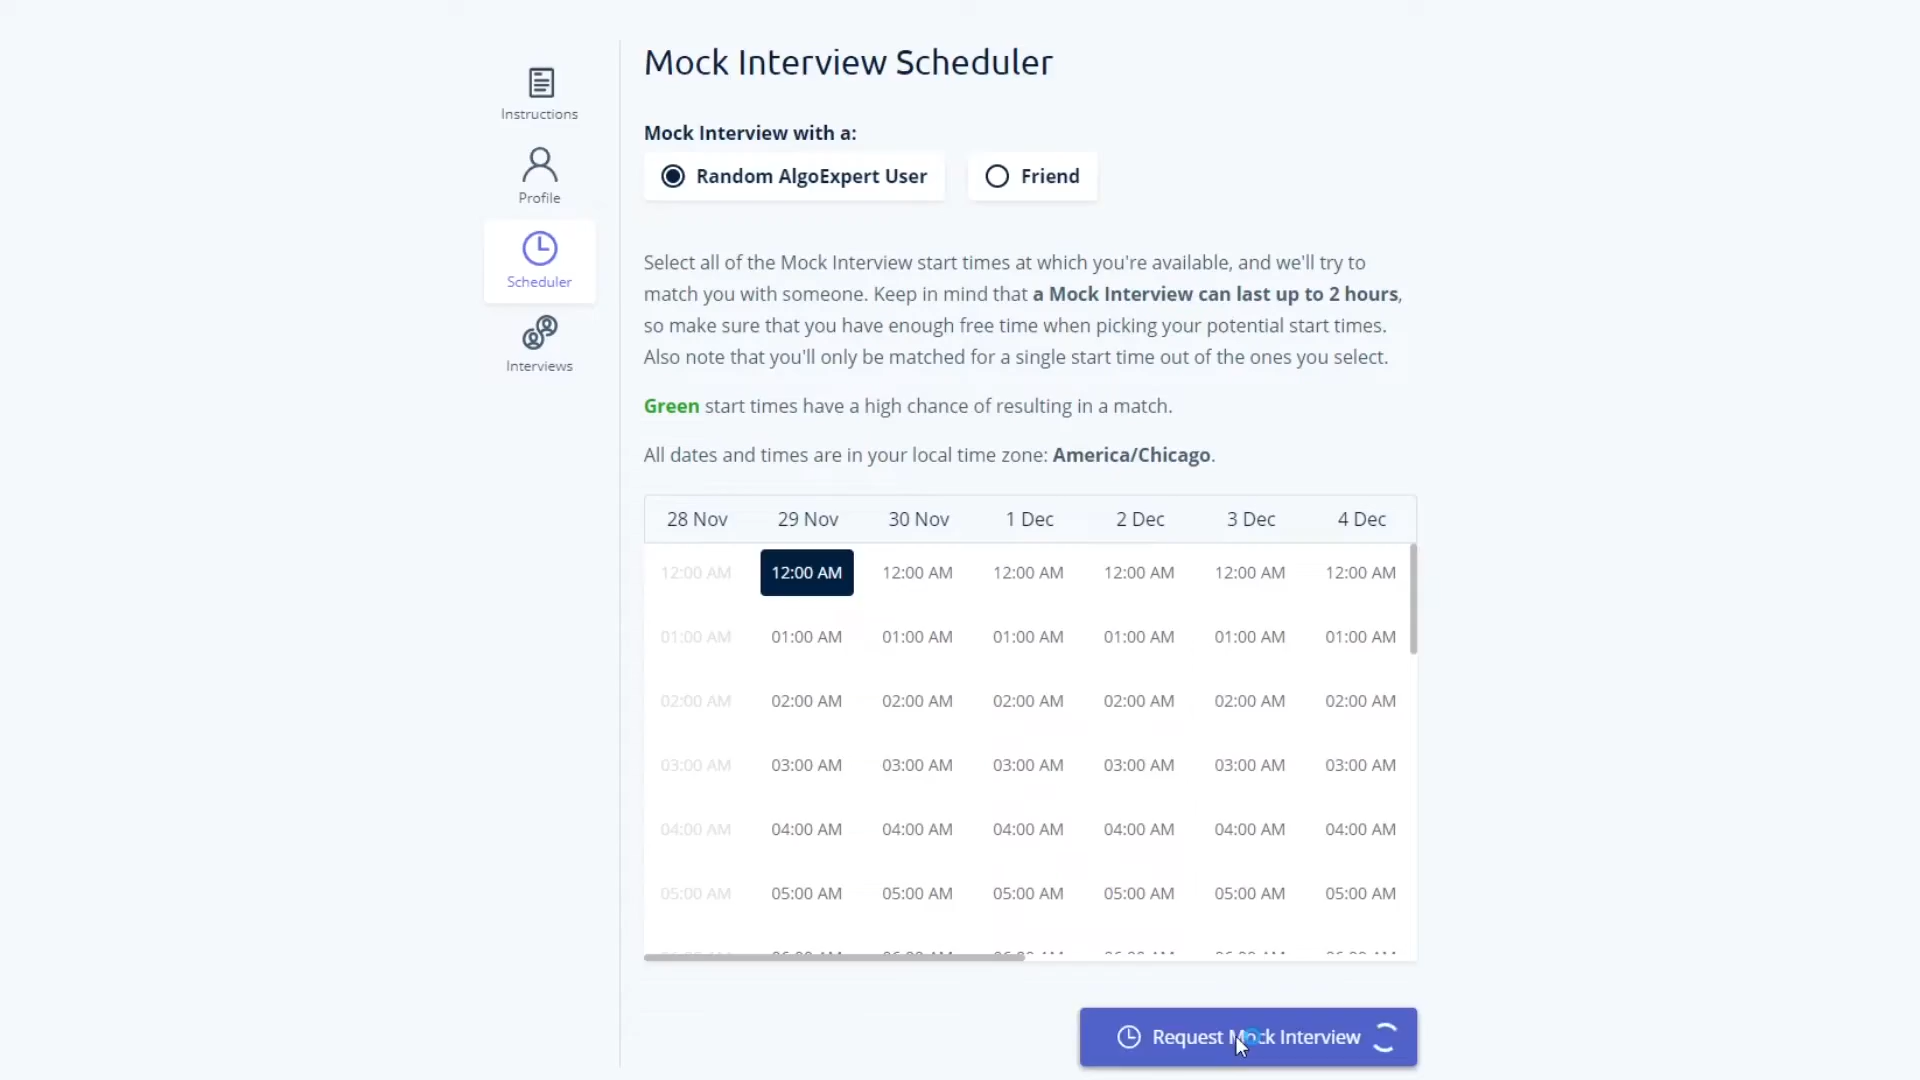 Mock Interview Scheduler
Instructions
Profile
Scheduler
Interviews
Mock Interview with a:
Random AlgoExpert User
Friend
Select all of the Mock Interview start times at which you're available, and we'll try to
match you with someone. Keep in mind that a Mock Interview can last up to 2 hours,
so make sure that you have enough free time when picking your potential start times.
Also note that you'll only be matched for a single start time out of the ones you select.
Green start times have a high chance of resulting in a match.
All dates and times are in your local time zone: America/Chicago.
28 Nov 29 Nov 30 Nov 1 Dec 2 Dec 3 Dec 4 Dec
12:00 AM 12:00 AM 12:00 AM 12:00 AM 12:00 AM 12:00 AM 12:00 AM
01:00 AM 01:00 AM 01:00 AM 01:00 AM 01:00 AM 01:00 AM 01:00 AM
02:00 AM 02:00 AM 02:00 AM 02:00 AM 02:00 AM 02:00 AM 02:00 AM
03:00 AM 03:00 AM 03:00 AM 03:00 AM 03:00 AM 03:00 AM 03:00 AM
04:00 AM 04:00 AM 04:00 AM 04:00 AM 04:00 AM 04:00 AM 04:00 AM
05:00 AM 05:00 AM 05:00 AM 05:00 AM 05:00 AM 05:00 AM 05:00 AM
Request Mock Interview